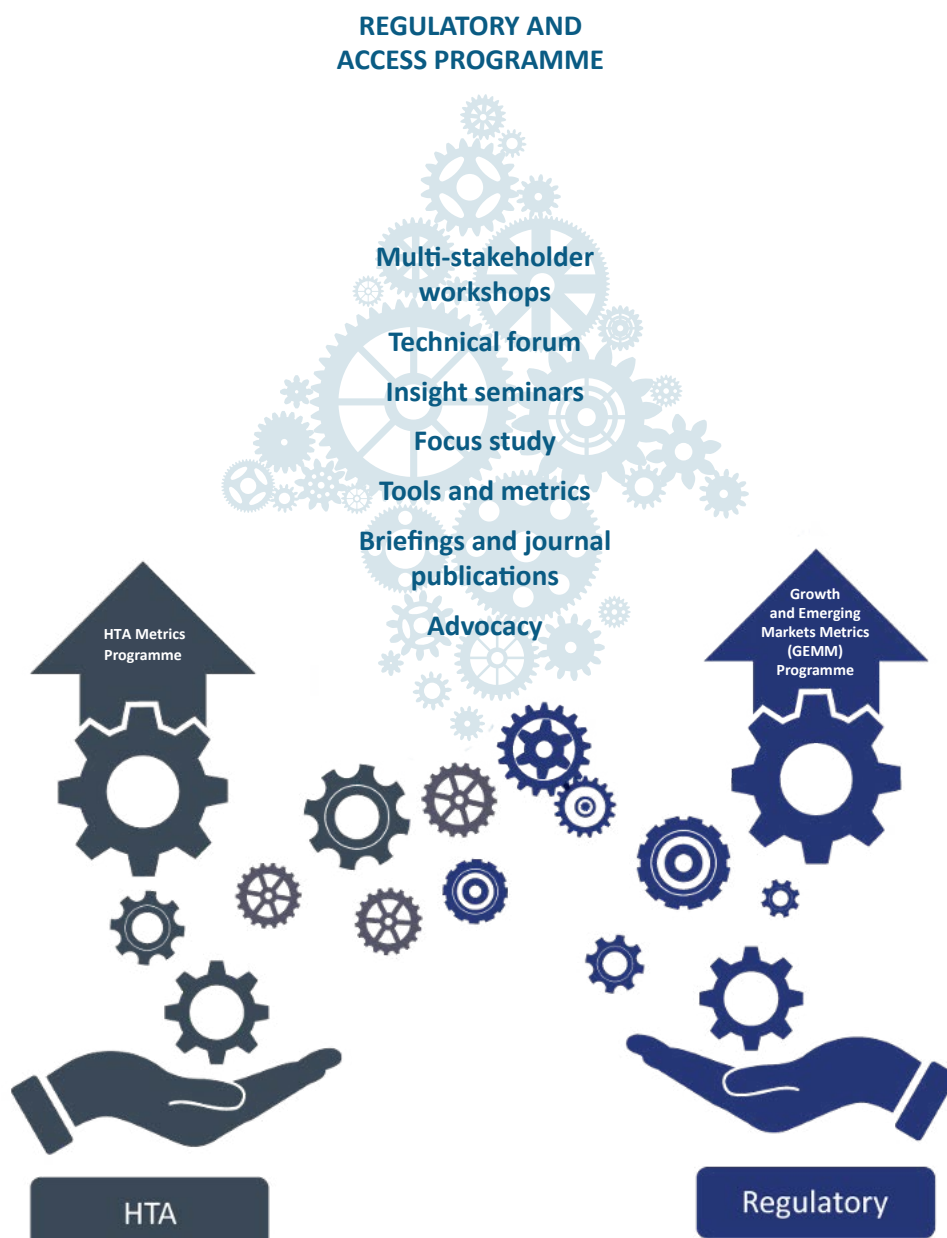 REGULATORY AND
ACCESS PROGRAMME
Multi-stakeholder
workshops
Technical forum
Insight seminars
Focus study
Tools and metrics
Briefings and journal
publications
Advocacy
HTA Metrics
Programme
Growth
and Emerging
Markets Metrics
(GEMM)
Programme
HTA
Regulatory